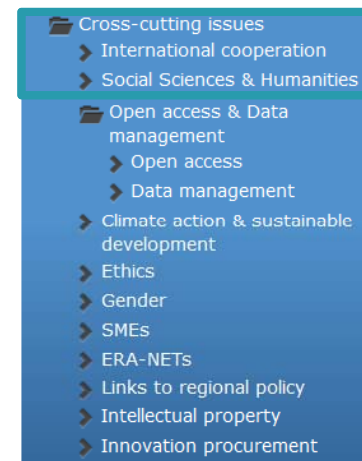 Cross-cutting issues
International cooperation
Social Sciences & Humanities
Open access & Data
management
Open access
Data management
Climate action & sustainable
development
Ethics
Gender
SMEs
ERA-NETs
Links to regional policy
Intellectual property
Innovation procurement